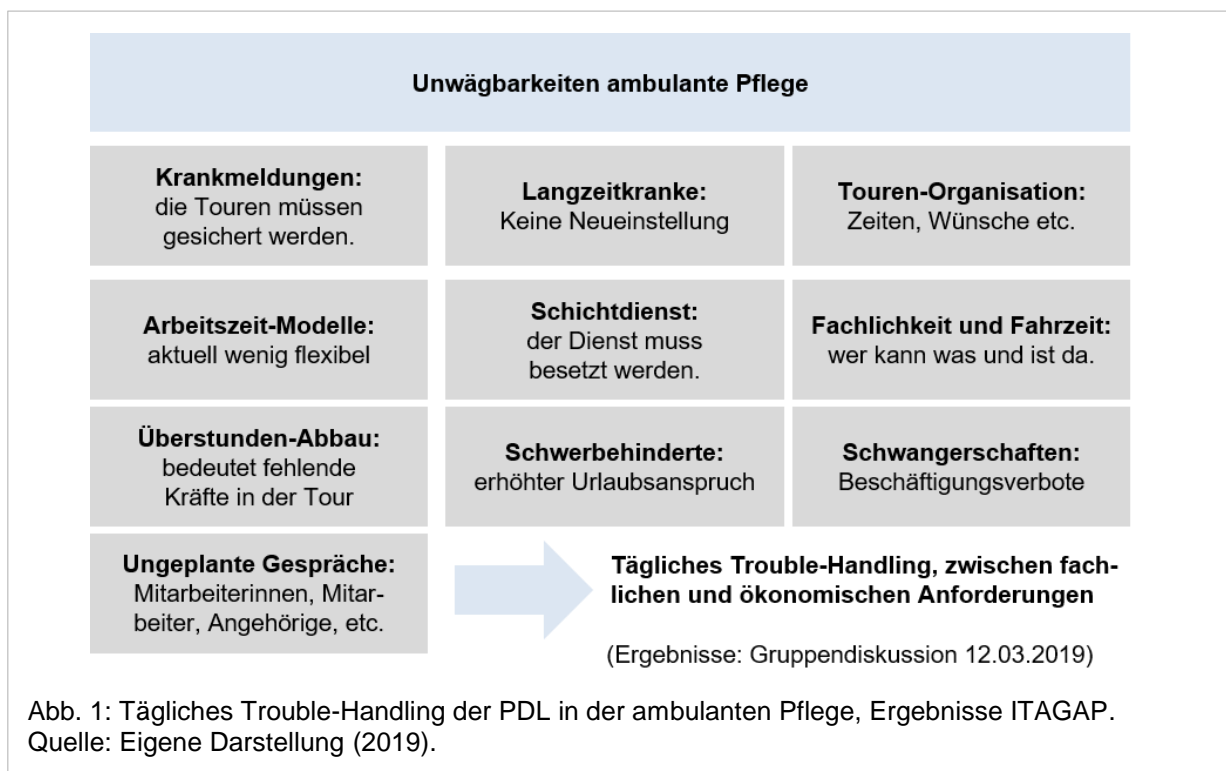 Unwägbarkeiten ambulante Pflege
Krankmeldungen:
die Touren müssen
gesichert werden.
Langzeitkranke:
Keine Neueinstellung
Touren-Organisation:
Zeiten, Wünsche etc.
Arbeitszeit-Modelle:
aktuell wenig flexibel
Schichtdienst:
der Dienst muss
besetzt werden.
Fachlichkeit und Fahrzeit:
wer kann was und ist da.
Überstunden-Abbau:
bedeutet fehlende
Kräfte in der Tour
Schwerbehinderte:
erhöhter Urlaubsanspruch
Schwangerschaften:
Beschäftigungsverbote
Ungeplante Gespräche:
Mitarbeiterinnen, Mitar-
beiter, Angehörige, etc.
Tägliches Trouble-Handling, zwischen fach-
lichen und ökonomischen Anforderungen
(Ergebnisse: Gruppendiskussion 12.03.2019)
Abb. 1: Tägliches Trouble-Handling der PDL in der ambulanten Pflege, Ergebnisse ITAGAP.
Quelle: Eigene Darstellung (2019).